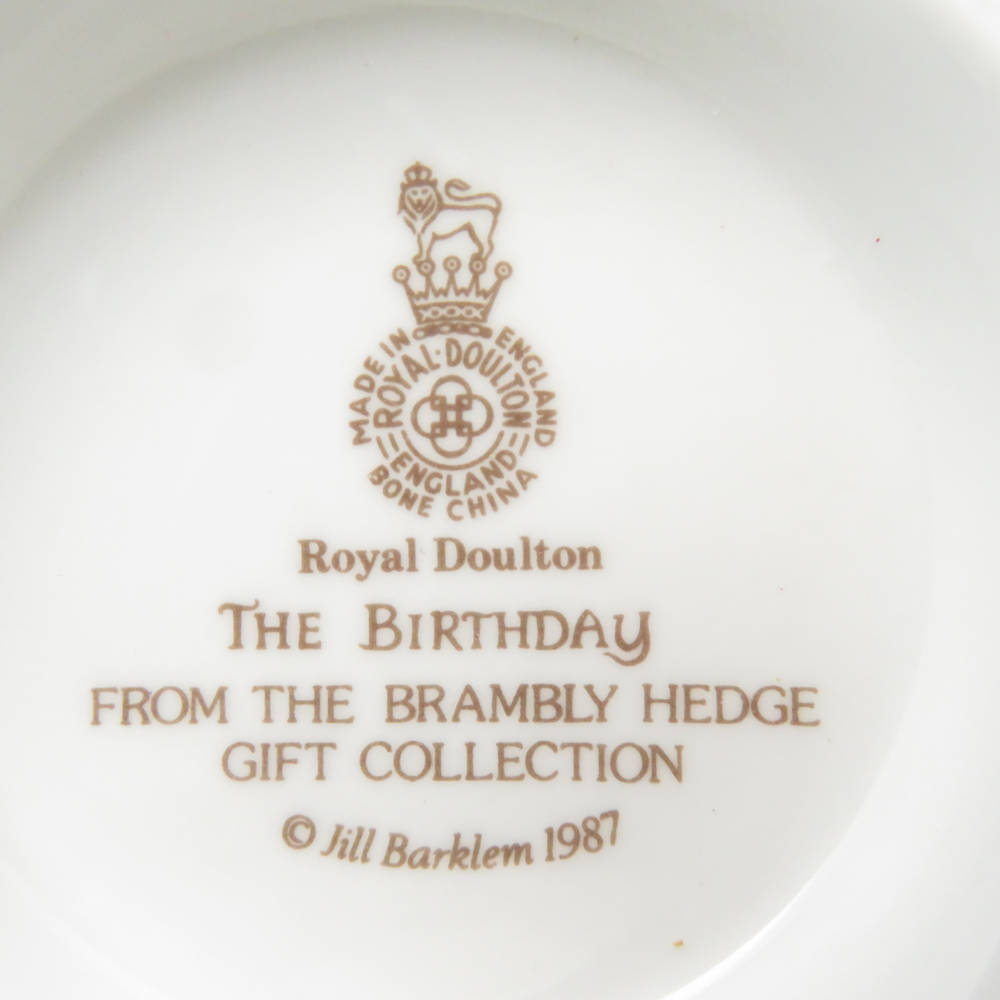 MADE IN ENGLAND
ROYAL·DOULTON
ENGLAND
BONE CHINA
Royal Doulton
THE BIRTHDAY
FROM THE BRAMBLY HEDGE
GIFT COLLECTION
© Jill Barklem 1987